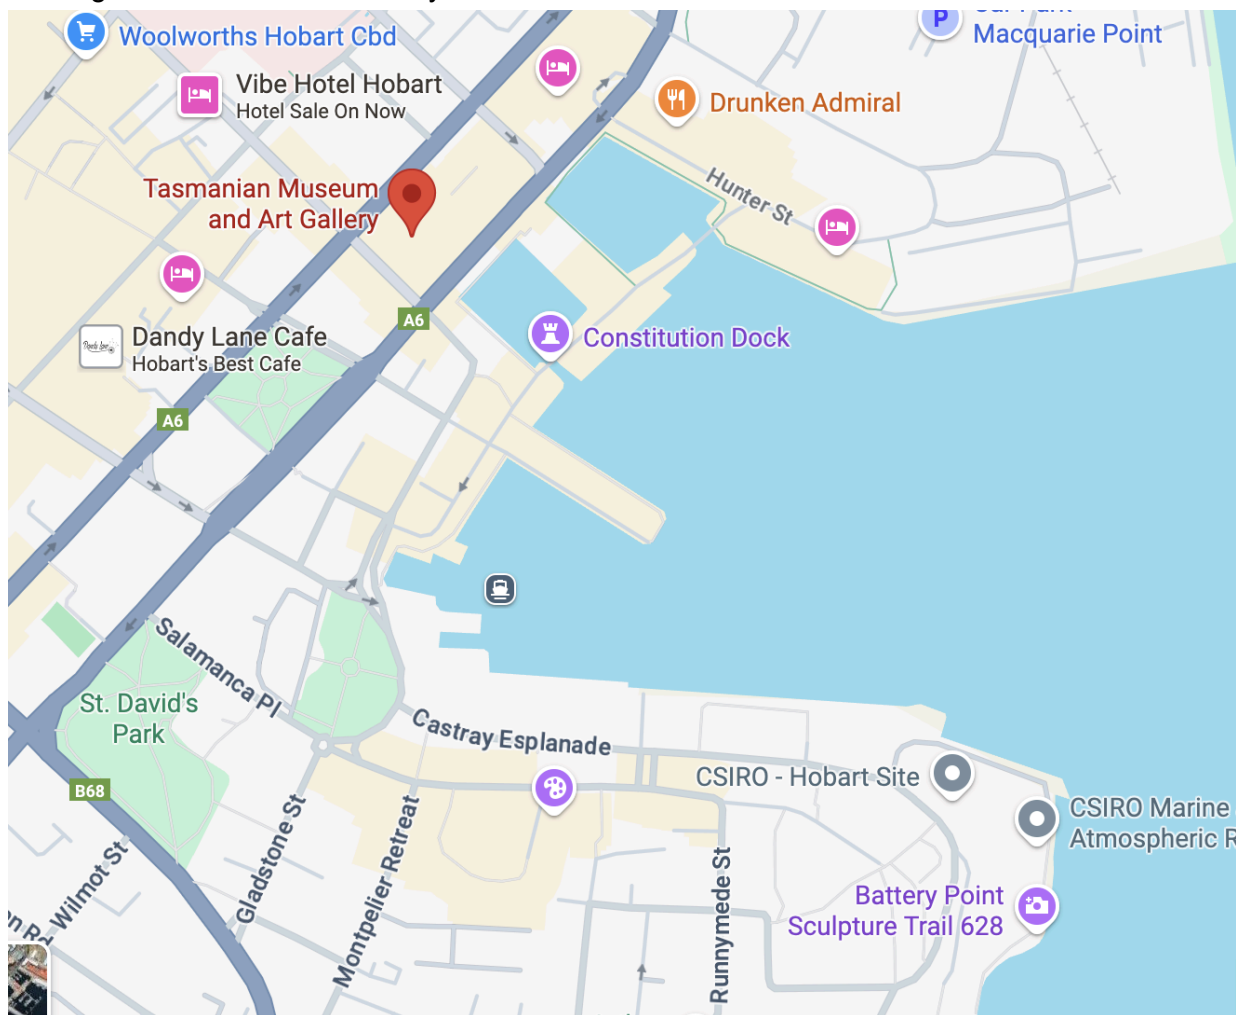 Woolworths Hobart Cbd
Macquarie Point
P
Vibe Hotel Hobart
Hotel Sale On Now
Drunken Admiral
Tasmanian Museum
and Art Gallery
Hunter St
A6
Constitution Dock
Dandy Lane Cafe
Hobart's Best Cafe
A6
Salamanca Pl
St. David's
Park
Castray Esplanade
CSIRO - Hobart Site
B68
CSIRO Marine
Atmospheric R
Gladstone St
Montpelier Retreat
Wilmot St
Runnymede St
Battery Point
Sculpture Trail 628